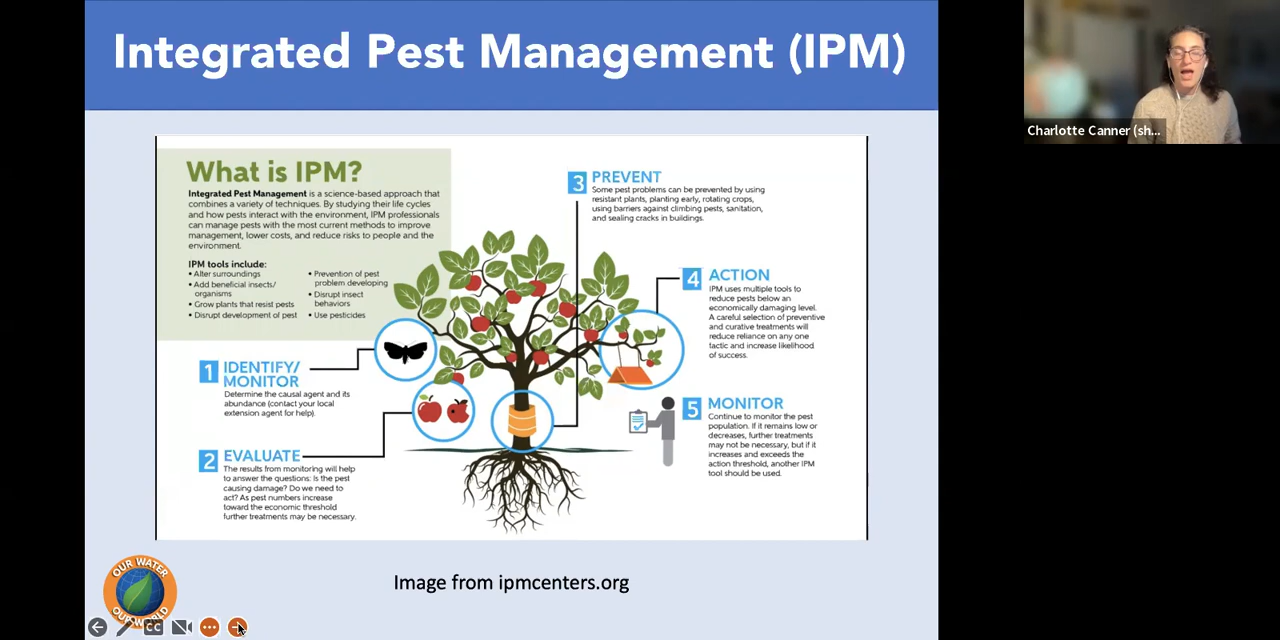 Integrated Pest Management (IPM)
What is IPM?
Integrated Pest Management is a science-based approach that
combines a variety of techniques. By studying their life cycles
and how pests interact with the environment, IPM professionals
can manage pests with the most current methods to improve
management, lower costs, and reduce risks to people and the
environment.
IPM tools include:
• Alter surroundings
• Add beneficial insects/
organisms
• Grow plants that resist pests
• Disrupt development of pest
• Prevention of pest
problem developing
• Disrupt insect
behaviors
• Use pesticides
1 IDENTIFY/
MONITOR
Determine the causal agent and its
abundance (contact your local
extension agent for help).
2 EVALUATE
The results from monitoring will help
to answer the questions: Is the pest
causing damage? Do we need to
act? As pest numbers increase
toward the economic threshold
further treatments may be necessary.
3 PREVENT
Some pest problems can be prevented by using
resistant plants, planting early, rotating crops,
using barriers against climbing pests, sanitation,
and sealing cracks in buildings.
4 ACTION
IPM uses multiple tools to
reduce pests below an
economically damaging level.
A careful selection of preventive
and curative treatments will
reduce reliance on any one
tactic and increase likelihood
of success.
5 MONITOR
Continue to monitor the pest
population. If it remains low or
decreases, further treatments
may not be necessary, but if it
increases and exceeds the
action threshold, another IPM
tool should be used.
Image from ipmcenters.org
OUR WATER
OUR WORLD
CC
Charlotte Canner (sh...